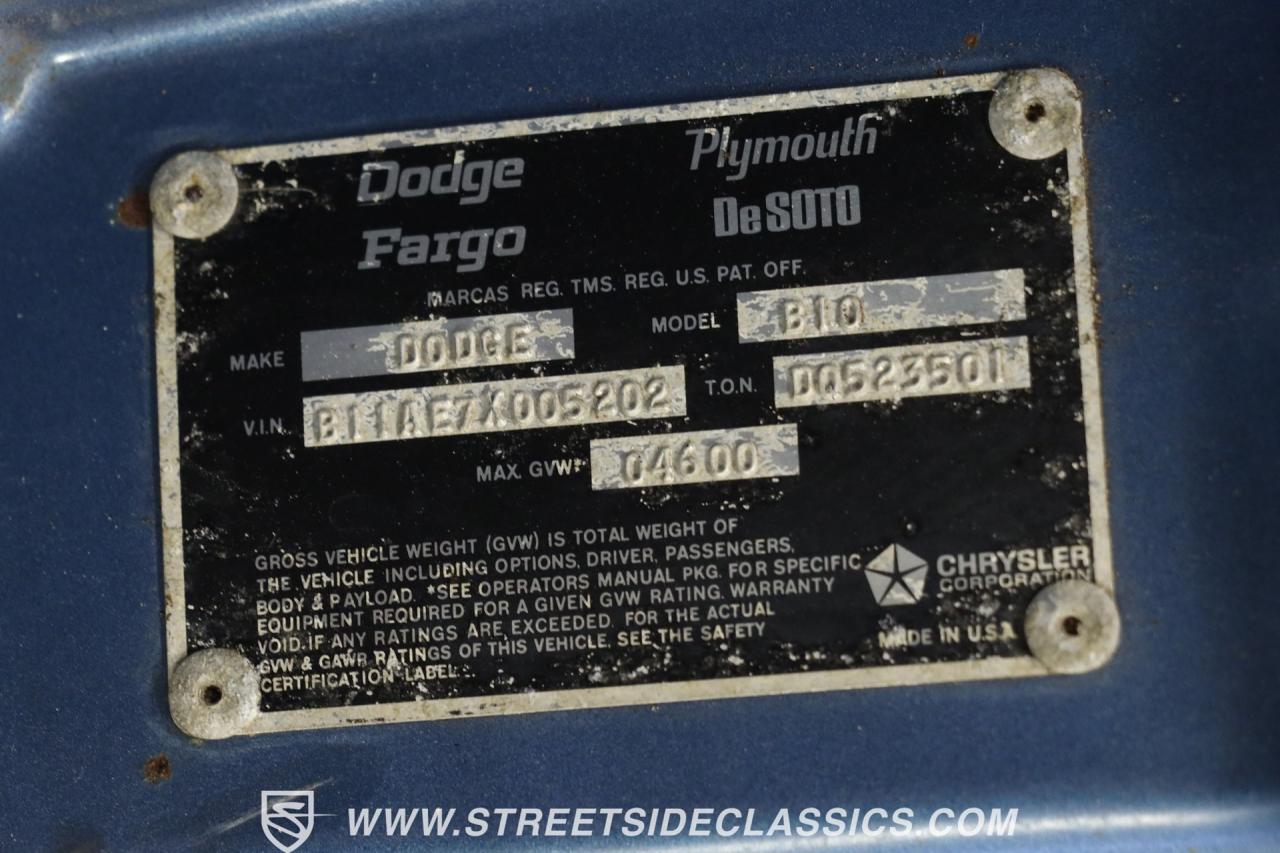 Dodge Plymouth
Fargo DeSOTO
MARCAS REG. TMS. REG. U.S. PAT. OFF.
MAKE DODGE MODEL B10
V.I.N. B11AE7X005202 T.O.N. D0523501
MAX. GVW* 04600
GROSS VEHICLE WEIGHT (GVW) IS TOTAL WEIGHT OF
THE VEHICLE INCLUDING OPTIONS, DRIVER, PASSENGERS,
BODY & PAYLOAD. *SEE OPERATORS MANUAL PKG. FOR SPECIFIC
EQUIPMENT REQUIRED FOR A GIVEN GVW RATING. WARRANTY
VOID IF ANY RATINGS ARE EXCEEDED. FOR THE ACTUAL
GVW & GAWR RATINGS OF THIS VEHICLE, SEE THE SAFETY
CERTIFICATION LABEL.
CHRYSLER
CORPORATION
MADE IN U.S.A.
WWW.STREETSIDECLASSICS.COM